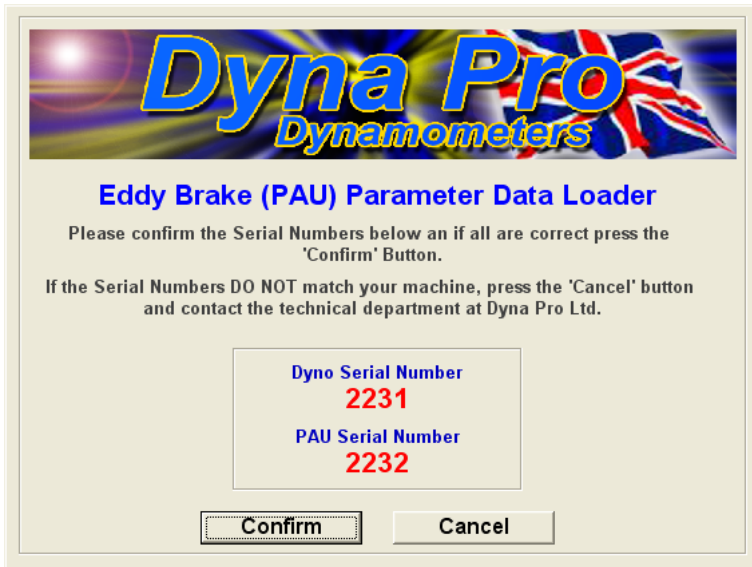 Dyna Pro
Dynamometers
Eddy Brake (PAU) Parameter Data Loader
Please confirm the Serial Numbers below an if all are correct press the
'Confirm' Button.
If the Serial Numbers DO NOT match your machine, press the 'Cancel' button
and contact the technical department at Dyna Pro Ltd.
Dyno Serial Number
2231
PAU Serial Number
2232
Confirm Cancel